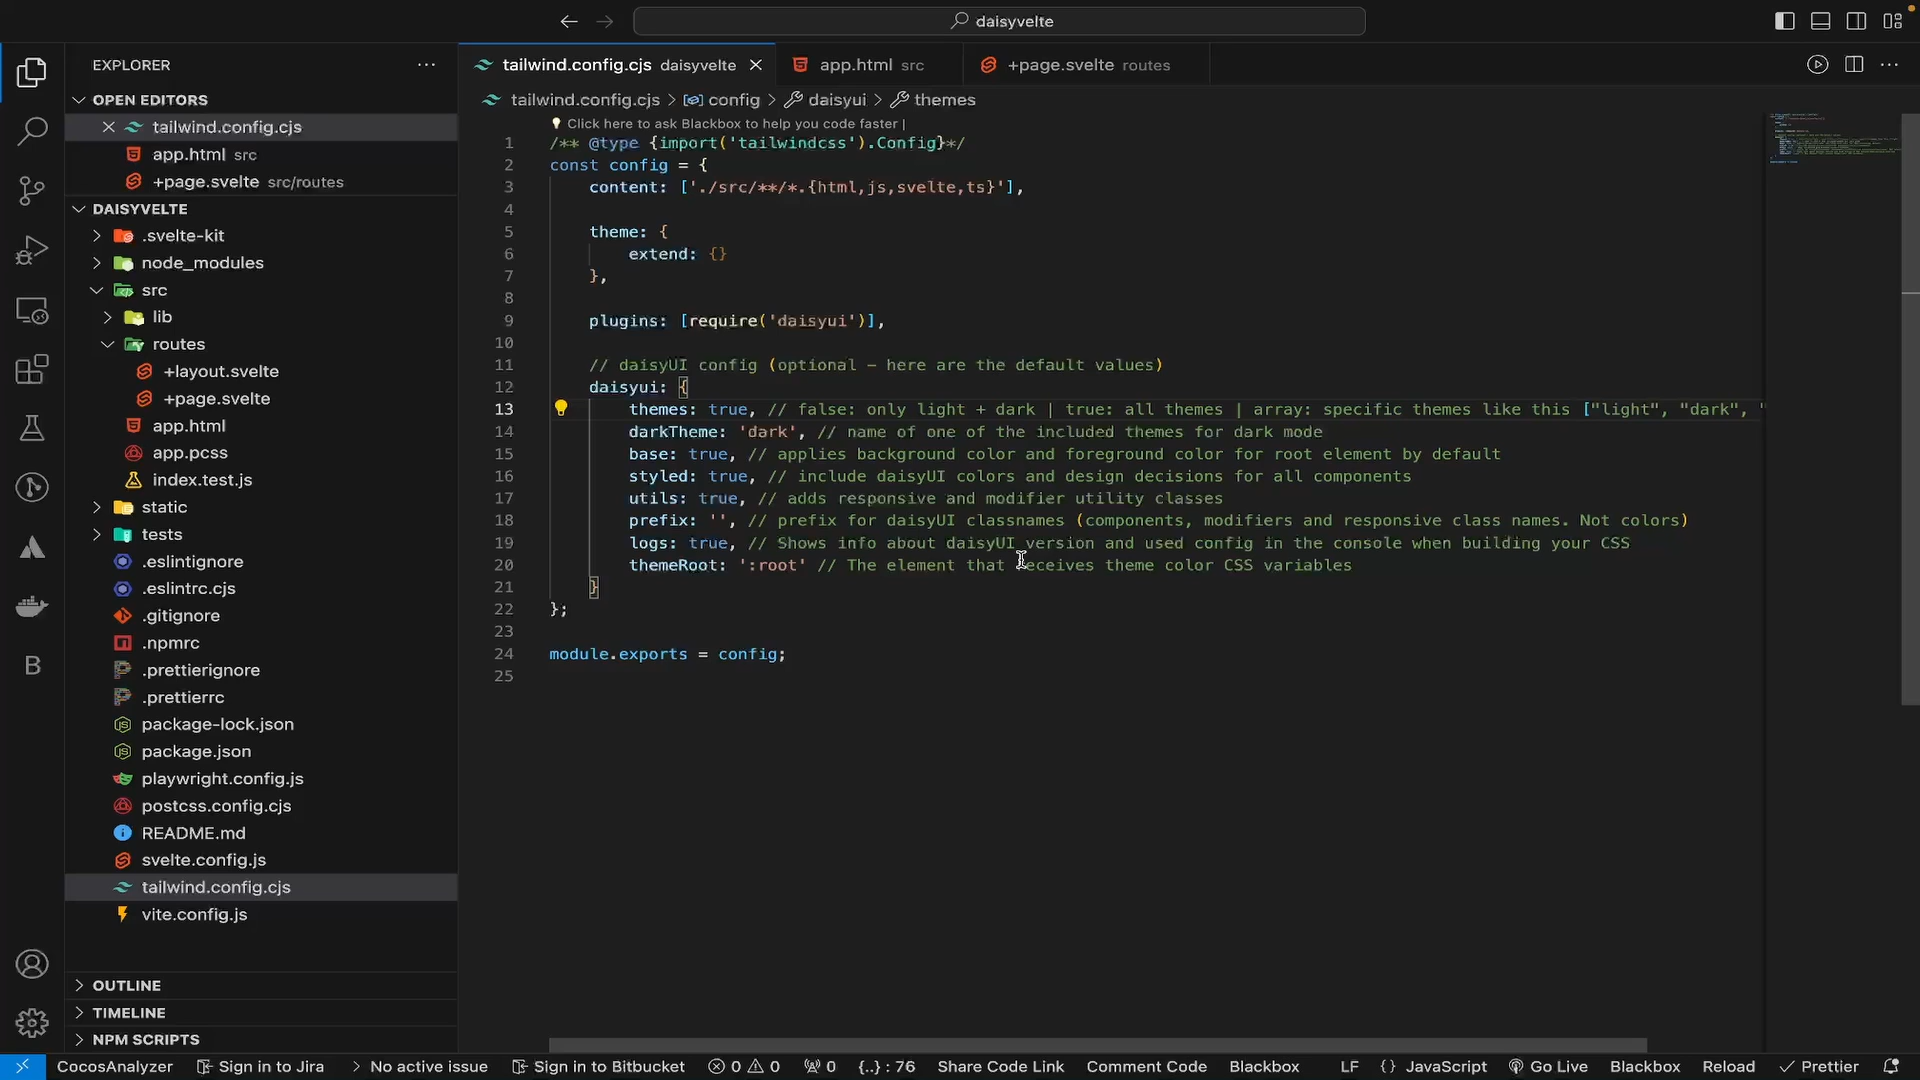 daisyvelte
EXPLORER
OPEN EDITORS
tailwind.config.cjs
app.html src
+page.svelte src/routes
DAISYVELTE
.svelte-kit
node_modules
src
lib
routes
+layout.svelte
+page.svelte
app.html
app.pcss
index.test.js
static
tests
.eslintignore
.eslintrc.cjs
.gitignore
.npmrc
.prettierignore
.prettierrc
package-lock.json
package.json
playwright.config.js
postcss.config.cjs
README.md
svelte.config.js
tailwind.config.cjs
vite.config.js
OUTLINE
TIMELINE
NPM SCRIPTS
tailwind.config.cjs daisyvelte
app.html src
+page.svelte routes
tailwind.config.cjs > config > daisyui > themes
Click here to ask Blackbox to help you code faster |
1 /** @type {import('tailwindcss').Config}*/
2 const config = {
3 content: ['./src/**/*.{html,js,svelte,ts}'],
4
5 theme: {
6 extend: {}
7 },
8
9 plugins: [require('daisyui')],
10
11 // daisyUI config (optional – here are the default values)
12 daisyui: {
13 themes: true, // false: only light + dark | true: all themes | array: specific themes like this ["light", "dark", "
14 darkTheme: 'dark', // name of one of the included themes for dark mode
15 base: true, // applies background color and foreground color for root element by default
16 styled: true, // include daisyUI colors and design decisions for all components
17 utils: true, // adds responsive and modifier utility classes
18 prefix: '', // prefix for daisyUI classnames (components, modifiers and responsive class names. Not colors)
19 logs: true, // Shows info about daisyUI version and used config in the console when building your CSS
20 themeRoot: ':root' // The element that receives theme color CSS variables
21 }
22 };
23
24 module.exports = config;
25
CocosAnalyzer Sign in to Jira > No active issue Sign in to Bitbucket 0 0 0 {..} : 76 Share Code Link Comment Code Blackbox LF {} JavaScript Go Live Blackbox Reload Prettier